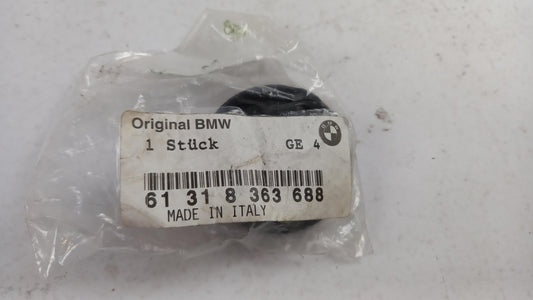 Original BMW
1 Stück GE 4
61 31 8 363 688
MADE IN ITALY